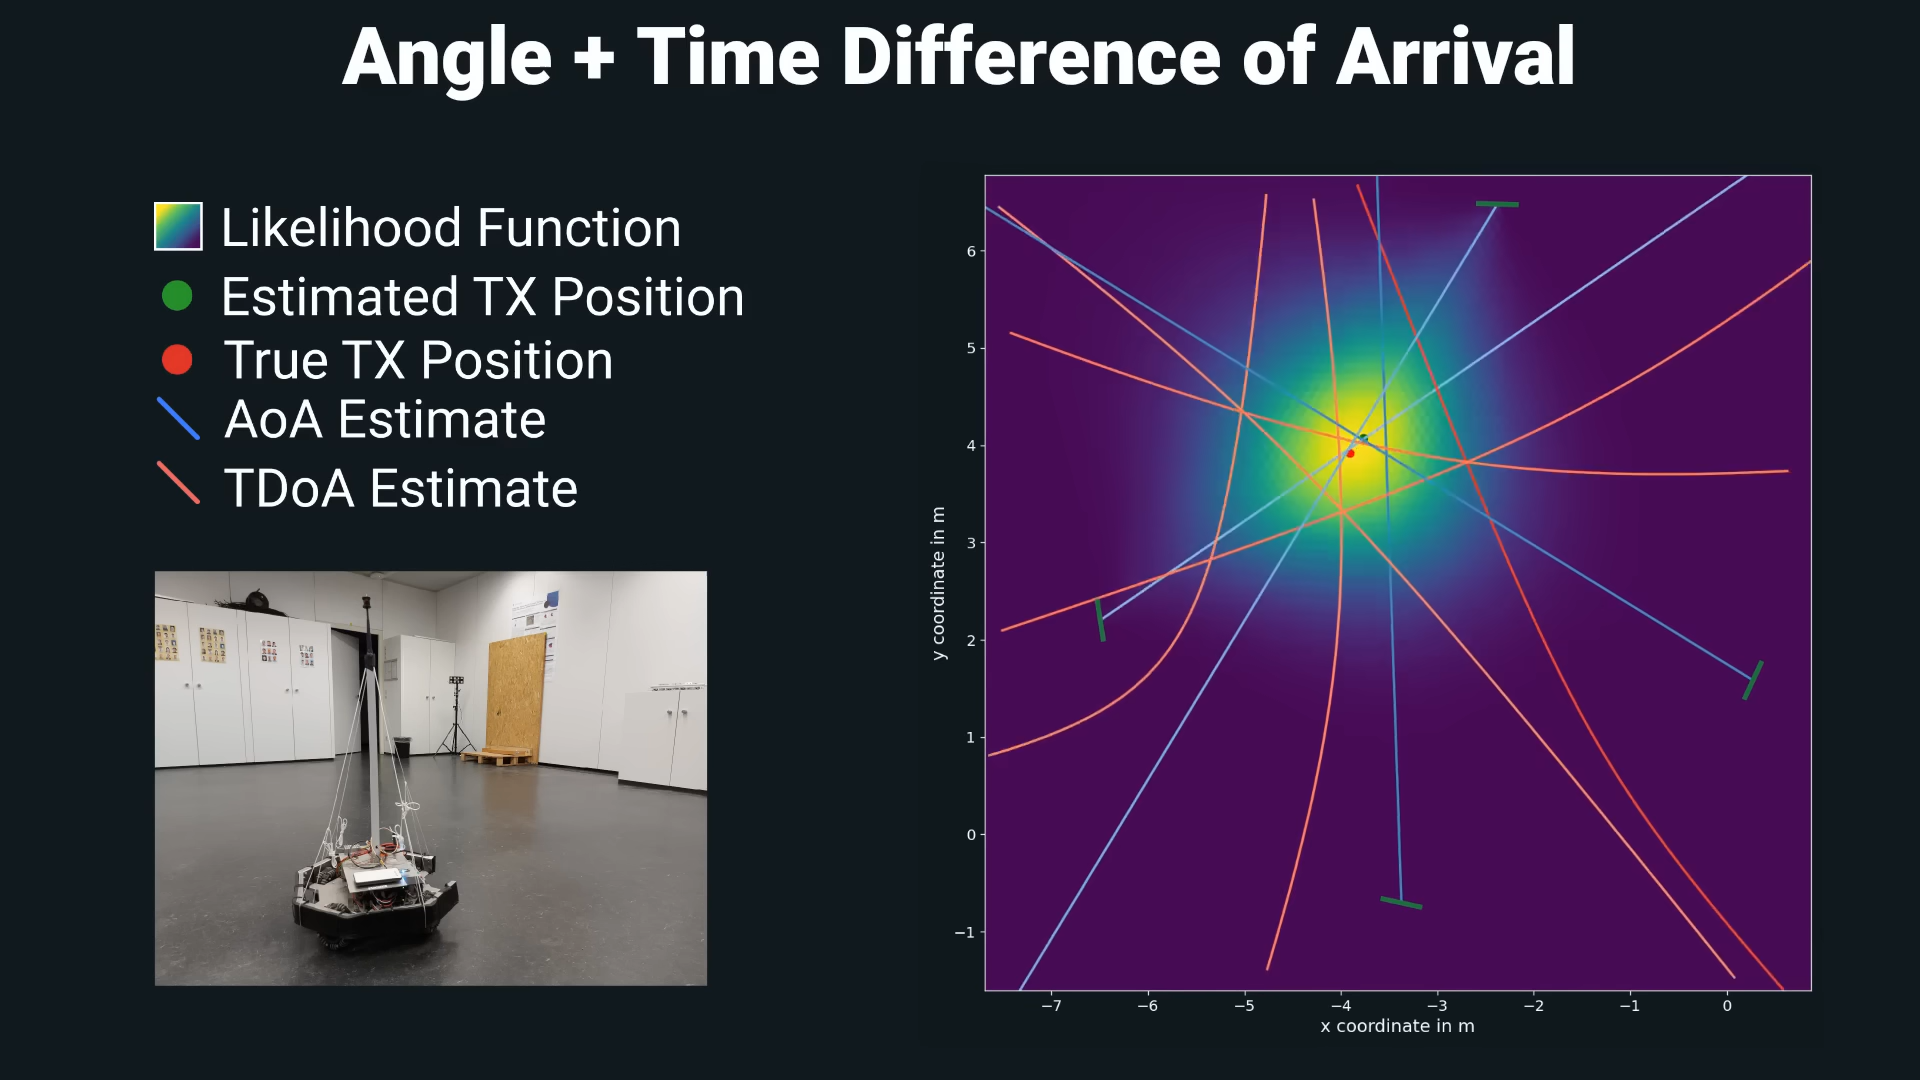 Angle + Time Difference of Arrival
Likelihood Function
Estimated TX Position
True TX Position
AoA Estimate
TDoA Estimate
y coordinate in m
6
5
4
3
2
1
0
−1
−7
−6
−5
−4
−3
−2
−1
0
x coordinate in m